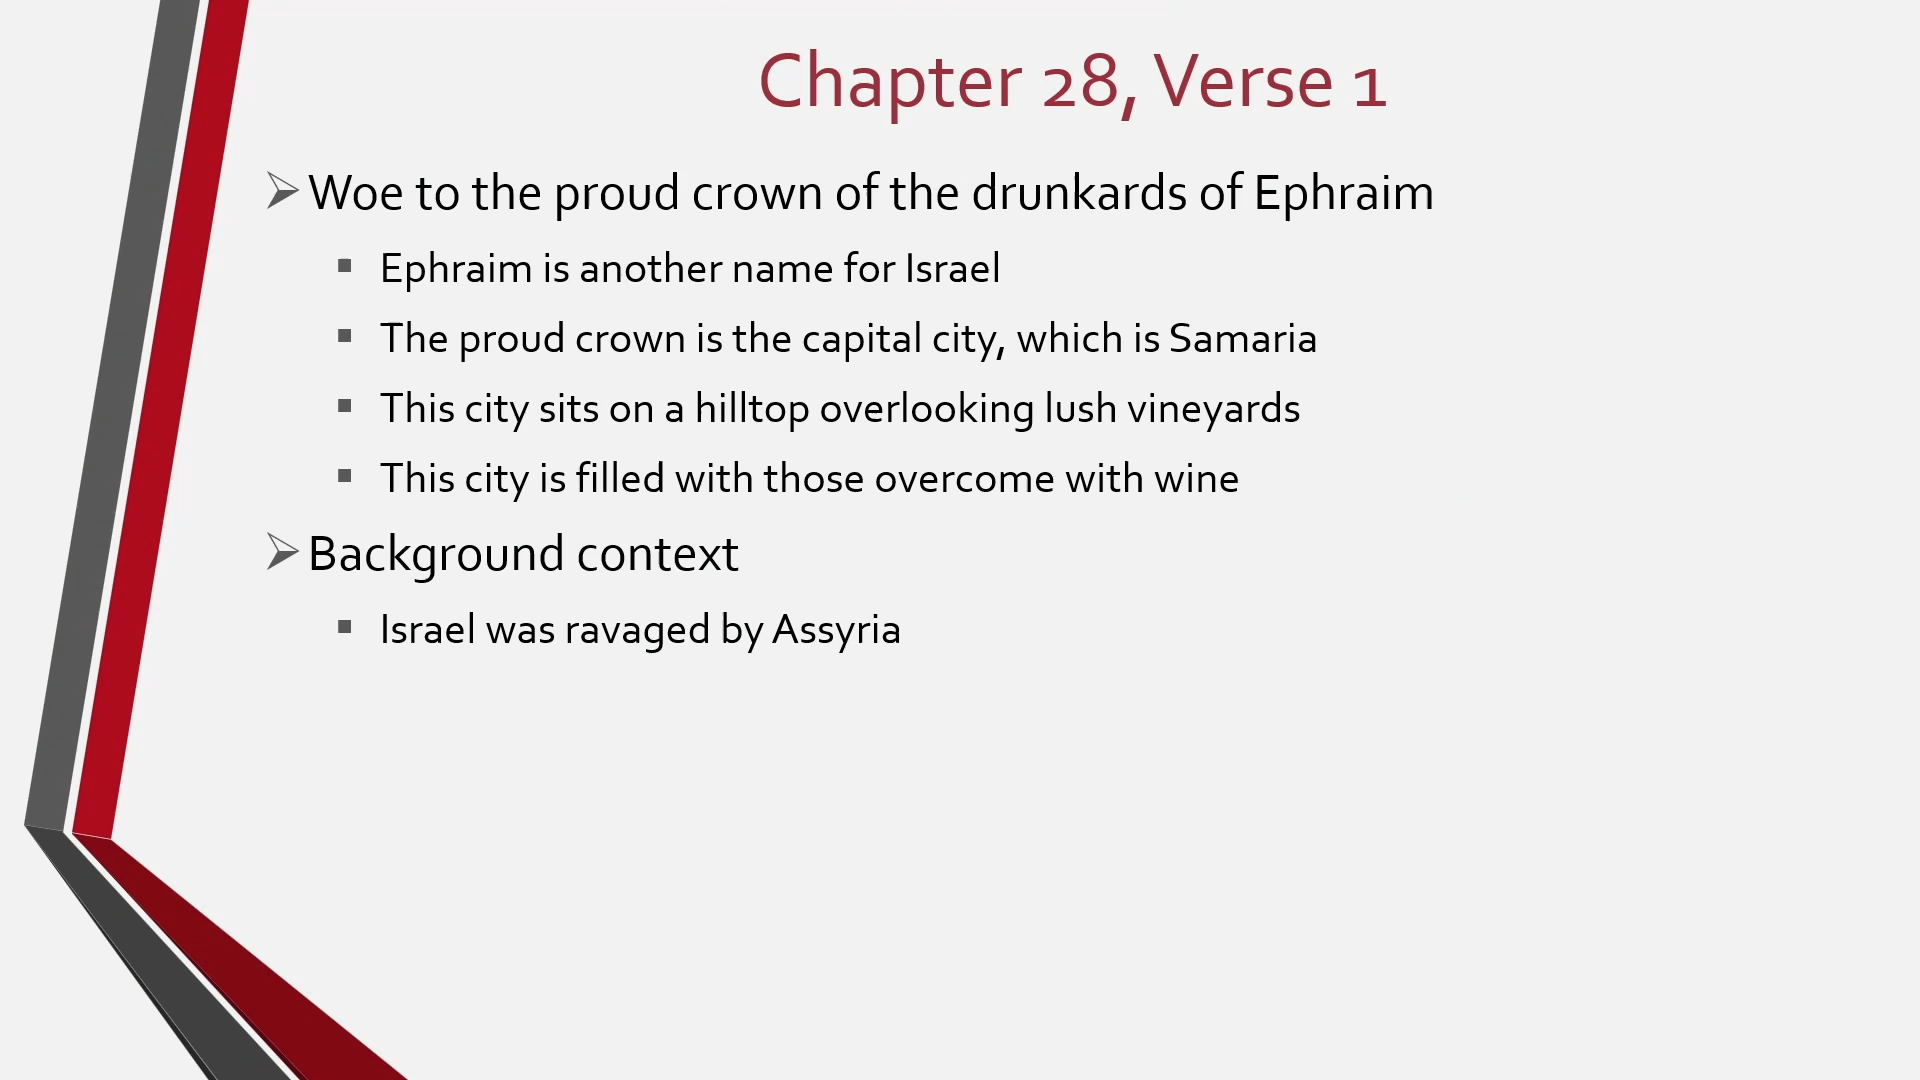 Chapter 28, Verse 1
Woe to the proud crown of the drunkards of Ephraim
Ephraim is another name for Israel
The proud crown is the capital city, which is Samaria
This city sits on a hilltop overlooking lush vineyards
This city is filled with those overcome with wine
Background context
Israel was ravaged by Assyria